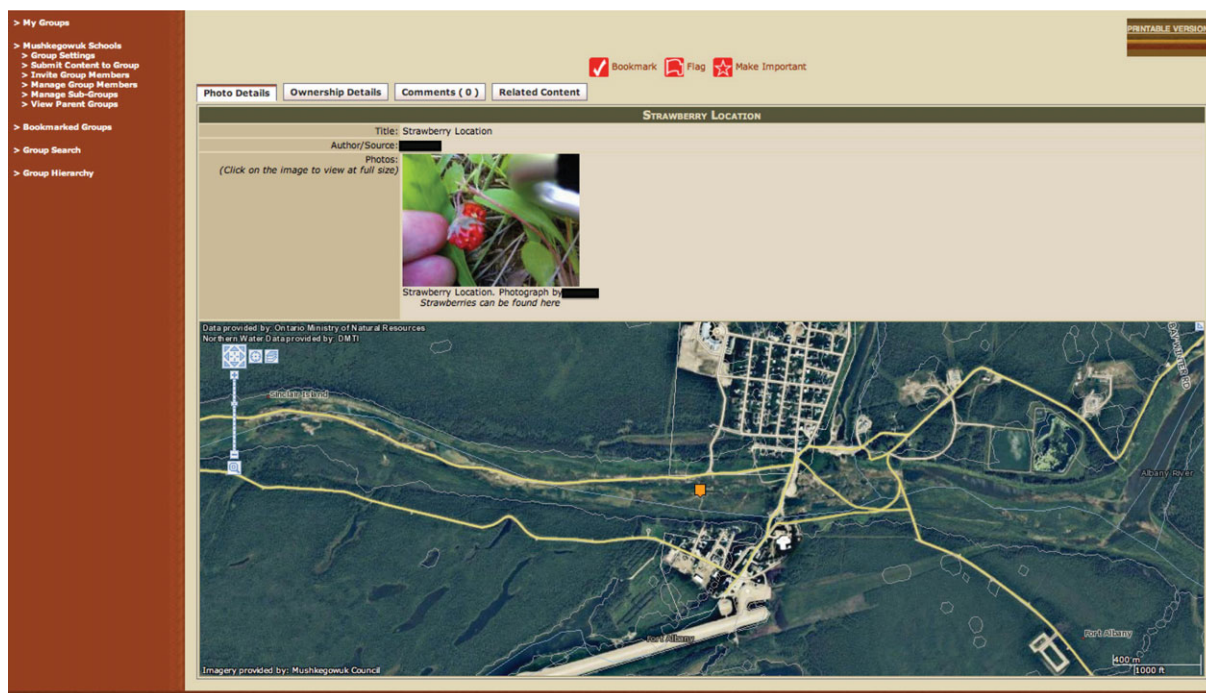 > My Groups
> Mushkegowuk Schools
> Group Settings
> Submit Content to Group
> Invite Group Members
> Manage Group Members
> Manage Sub-Groups
> View Parent Groups
> Bookmarked Groups
> Group Search
> Group Hierarchy
PRINTABLE VERSION
Bookmark Flag Make Important
Photo Details Ownership Details Comments ( 0 ) Related Content
STRAWBERRY LOCATION
Title: Strawberry Location
Author/Source:
Photos:
(Click on the image to view at full size)
Strawberry Location. Photograph by
Strawberries can be found here
Data provided by: Ontario Ministry of Natural Resources
Northern Water Data provided by: DMTI
Sinclair Island
Albany River
Fort Albany
Fort Albany
400 m
1000 ft
Imagery provided by: Mushkegowuk Council